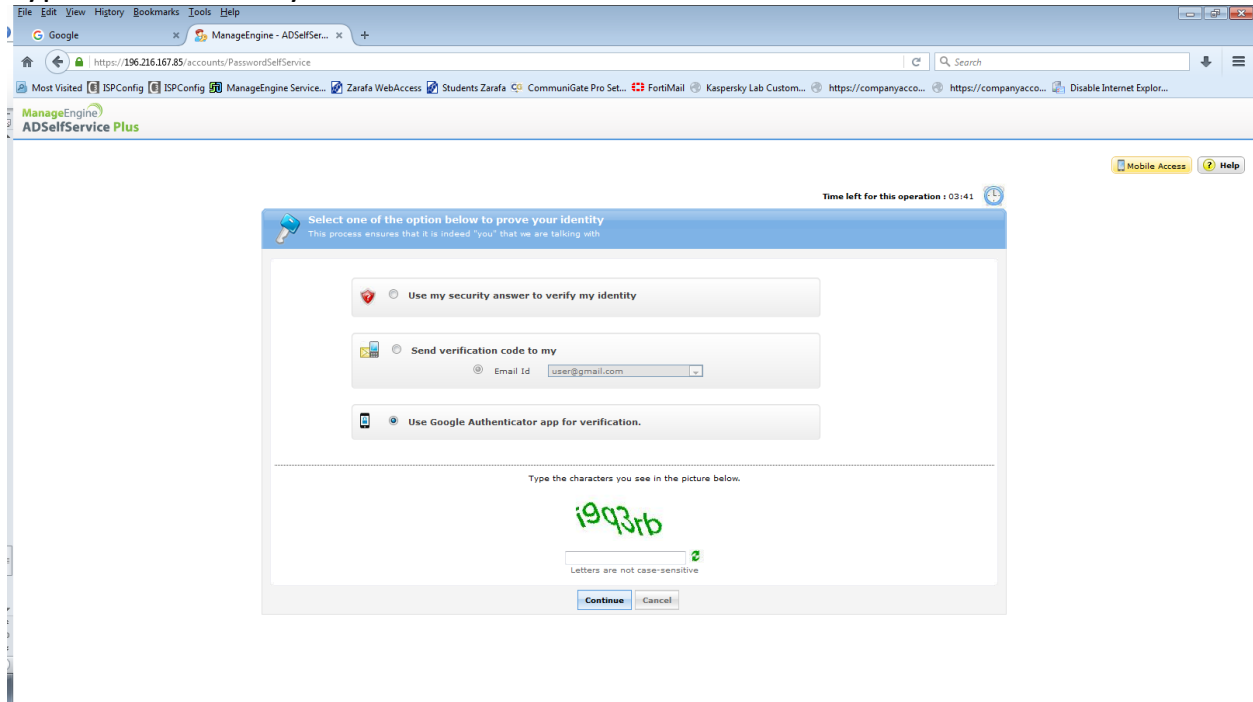 File Edit View History Bookmarks Tools Help
Google ManageEngine - ADSelfSer...
https://196.216.167.85/accounts/PasswordSelfService Search
Most Visited ISPConfig ISPConfig ManageEngine Service... Zarafa WebAccess Students Zarafa CommuniGate Pro Set... FortiMail Kaspersky Lab Custom... https://companyacco... https://companyacco... Disable Internet Explor...
ManageEngine
ADSelfService Plus
Mobile Access ? Help
Time left for this operation : 03:41
Select one of the option below to prove your identity
This process ensures that it is indeed "you" that we are talking with
Use my security answer to verify my identity
Send verification code to my
Email Id user@gmail.com
Use Google Authenticator app for verification.
Type the characters you see in the picture below.
i9q3rb
Letters are not case-sensitive
Continue Cancel